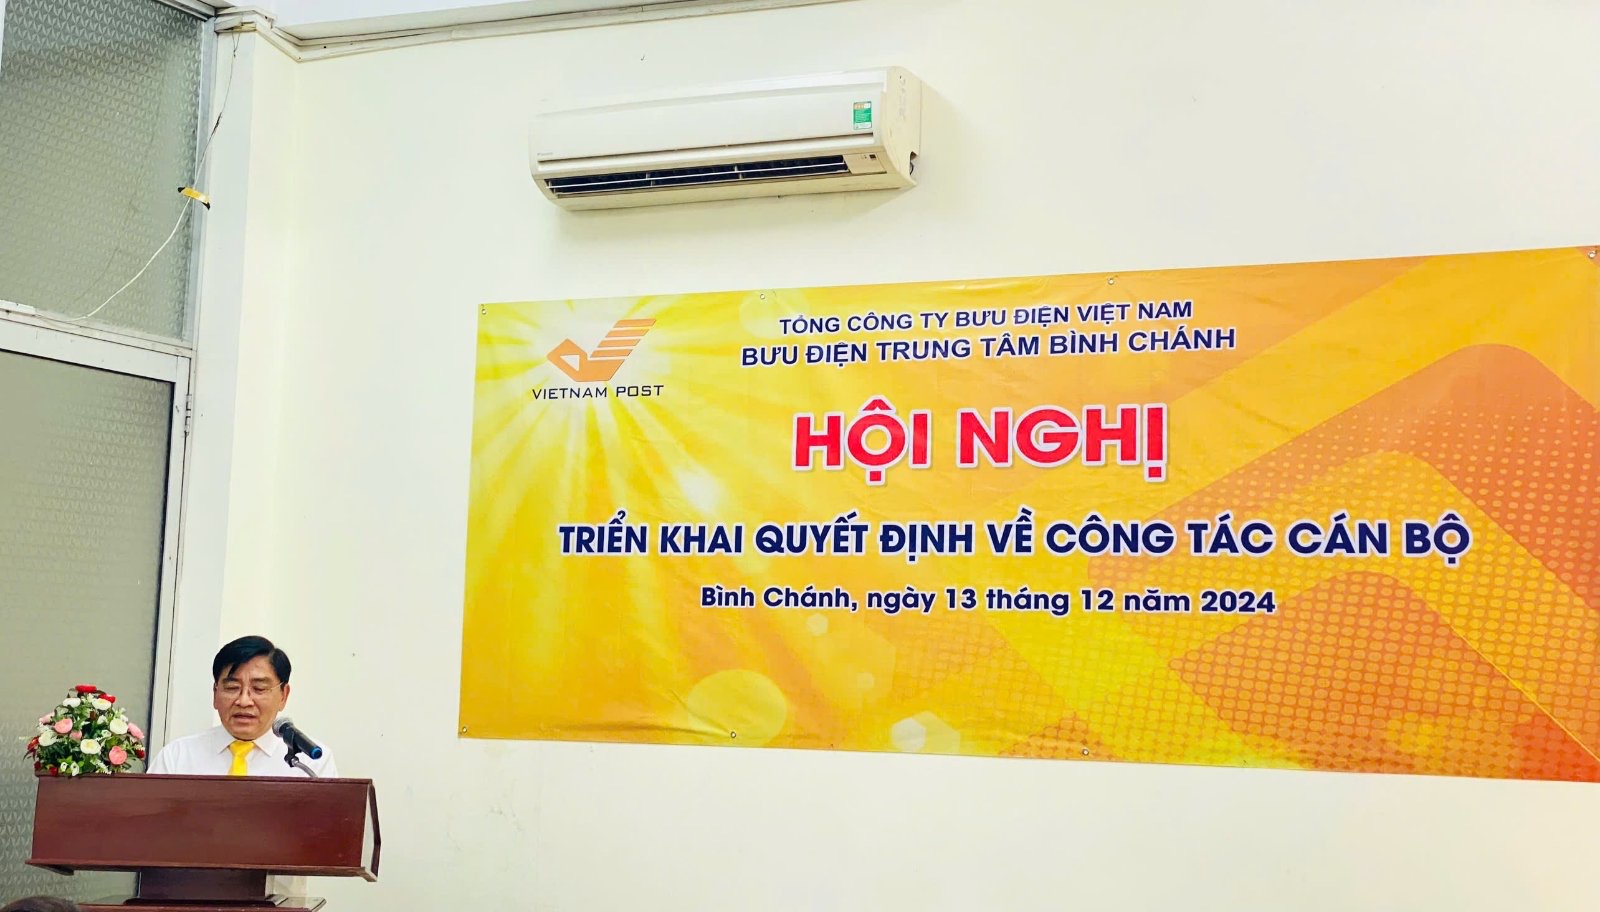 TỔNG CÔNG TY BƯU ĐIỆN VIỆT NAM
BƯU ĐIỆN TRUNG TÂM BÌNH CHÁNH
VIETNAM POST
HỘI NGHỊ
TRIỂN KHAI QUYẾT ĐỊNH VỀ CÔNG TÁC CÁN BỘ
Bình Chánh, ngày 13 tháng 12 năm 2024